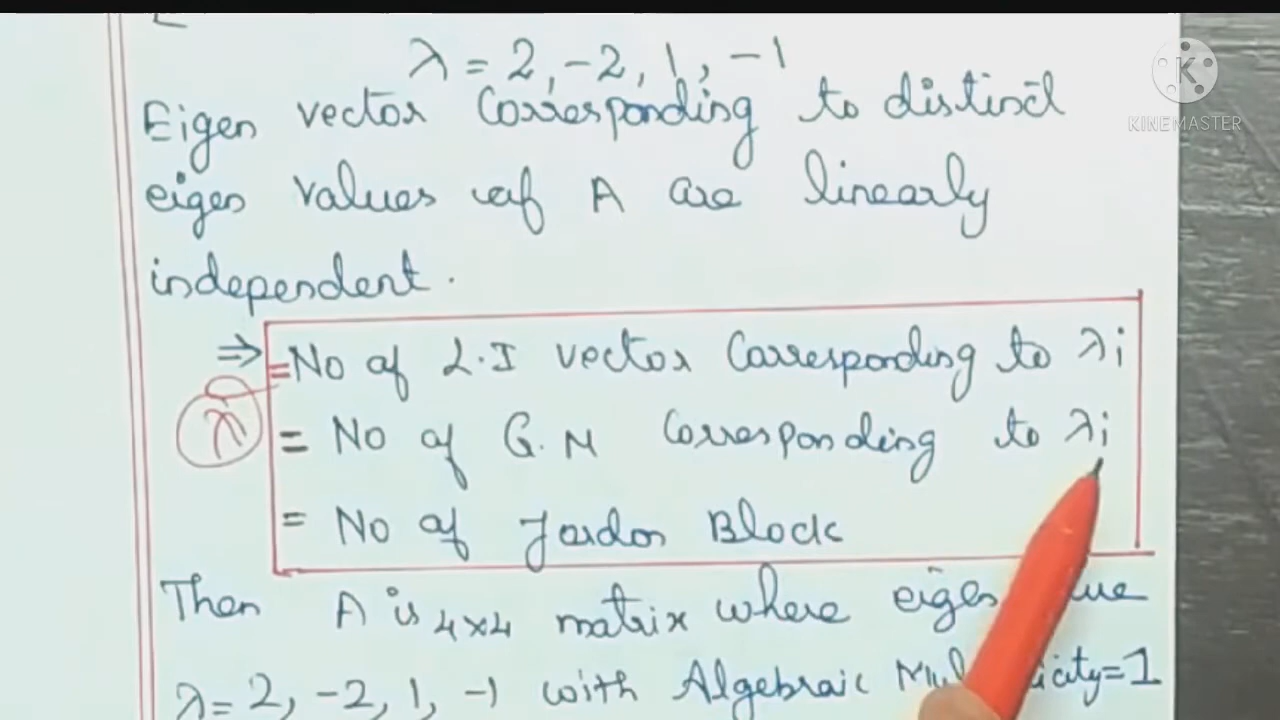 λ = 2, -2, 1, -1
KINEMASTER
Eigen vector corresponding to distinct
eigen values of A are linearly
independent.
⇒ = No of L.I vector corresponding to λi
λ = No of G.M corresponding to λi
= No of Jordon Block
Then A is 4×4 matrix where
λ = 2, -2, 1, -1 with Algebraic =1